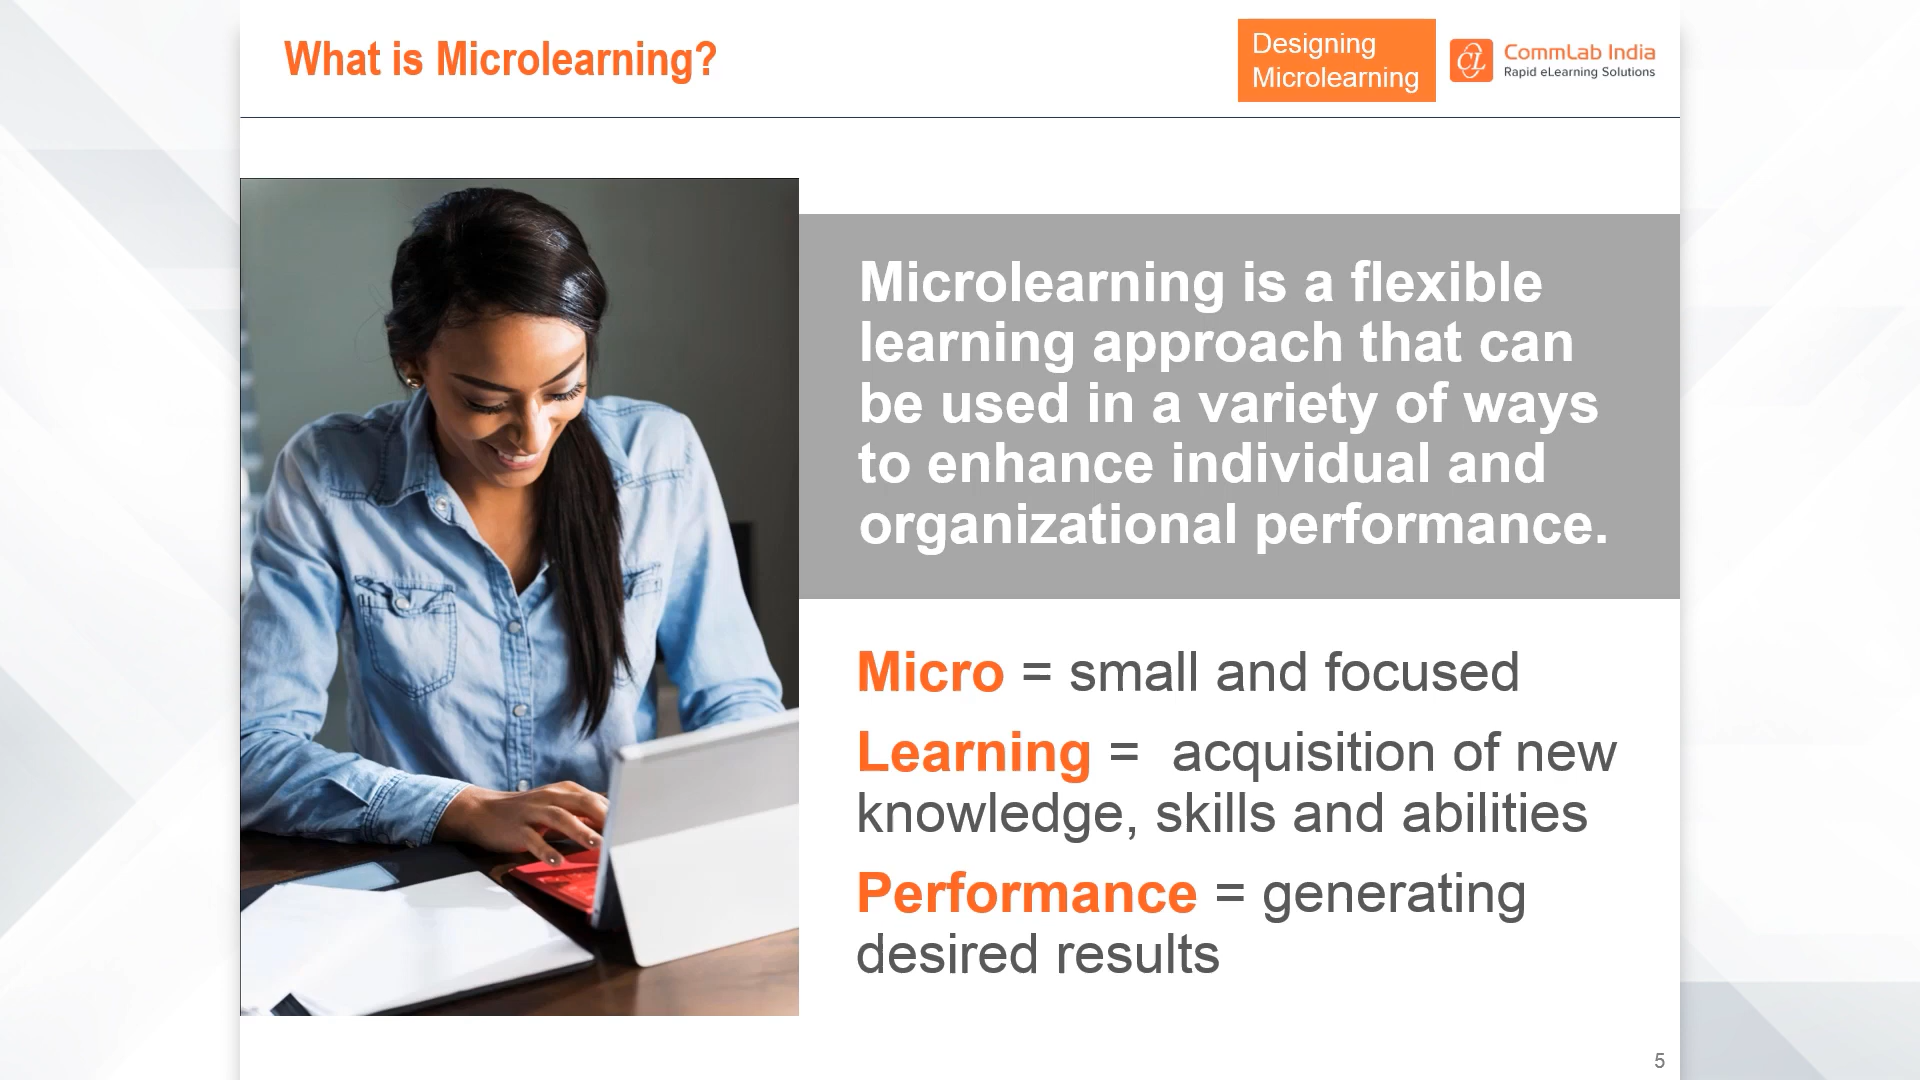 What is Microlearning?
Designing
Microlearning
CL
CommLab India
Rapid eLearning Solutions
Microlearning is a flexible
learning approach that can
be used in a variety of ways
to enhance individual and
organizational performance.
Micro = small and focused
Learning =  acquisition of new
knowledge, skills and abilities
Performance = generating
desired results
5